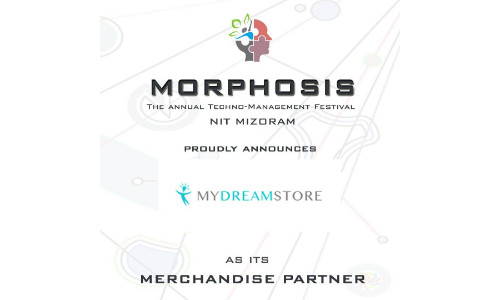 MORPHOSIS
The annual Techno-Management Festival
NIT MIZORAM
PROUDLY ANNOUNCES
MYDREAMSTORE
AS ITS
MERCHANDISE PARTNER